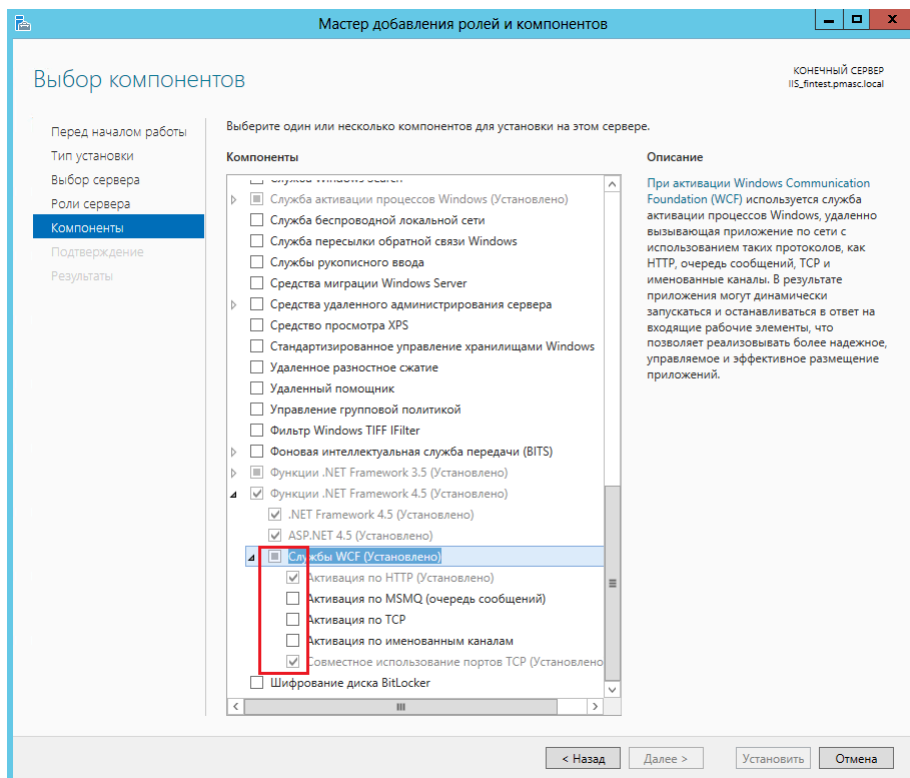 Мастер добавления ролей и компонентов
Выбор компонентов
КОНЕЧНЫЙ СЕРВЕР
IIS_fintest.pmasc.local
Перед началом работы
Тип установки
Выбор сервера
Роли сервера
Компоненты
Подтверждение
Результаты
Выберите один или несколько компонентов для установки на этом сервере.
Компоненты
Служба Windows Search
Служба активации процессов Windows (Установлено)
Служба беспроводной локальной сети
Служба пересылки обратной связи Windows
Службы рукописного ввода
Средства миграции Windows Server
Средства удаленного администрирования сервера
Средство просмотра XPS
Стандартизированное управление хранилищами Windows
Удаленное разностное сжатие
Удаленный помощник
Управление групповой политикой
Фильтр Windows TIFF IFilter
Фоновая интеллектуальная служба передачи (BITS)
Функции .NET Framework 3.5 (Установлено)
Функции .NET Framework 4.5 (Установлено)
.NET Framework 4.5 (Установлено)
ASP.NET 4.5 (Установлено)
Службы WCF (Установлено)
Активация по HTTP (Установлено)
Активация по MSMQ (очередь сообщений)
Активация по TCP
Активация по именованным каналам
Совместное использование портов TCP (Установлено
Шифрование диска BitLocker
Описание
При активации Windows Communication
Foundation (WCF) используется служба
активации процессов Windows, удаленно
вызывающая приложение по сети с
использованием таких протоколов, как
HTTP, очередь сообщений, TCP и
именованные каналы. В результате
приложения могут динамически
запускаться и останавливаться в ответ на
входящие рабочие элементы, что
позволяет реализовывать более надежное,
управляемое и эффективное размещение
приложений.
< Назад
Далее >
Установить
Отмена